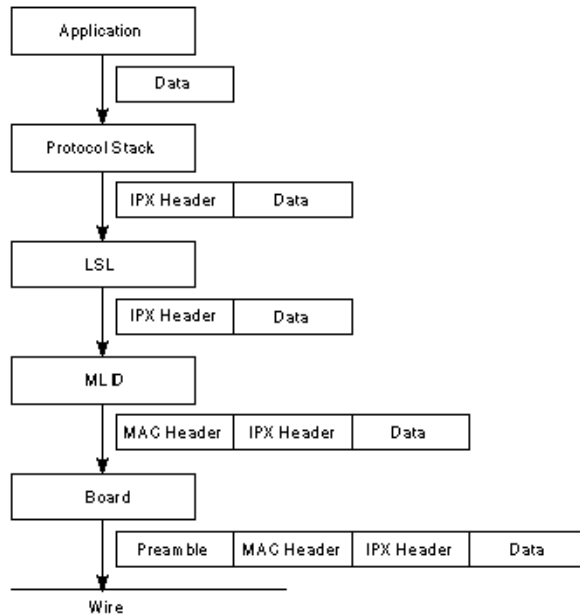 Application
Data
Protocol Stack
IPX Header Data
LSL
IPX Header Data
MLID
MAC Header IPX Header Data
Board
Preamble MAC Header IPX Header Data
Wire